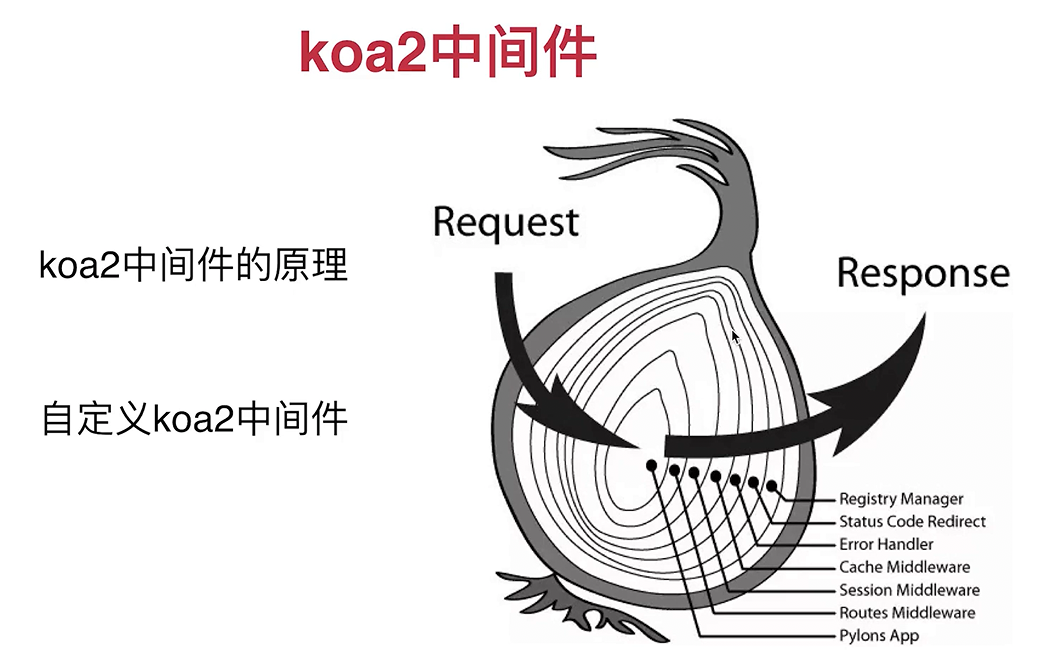 koa2中间件
koa2中间件的原理
自定义koa2中间件
Request
Response
Registry Manager
Status Code Redirect
Error Handler
Cache Middleware
Session Middleware
Routes Middleware
Pylons App